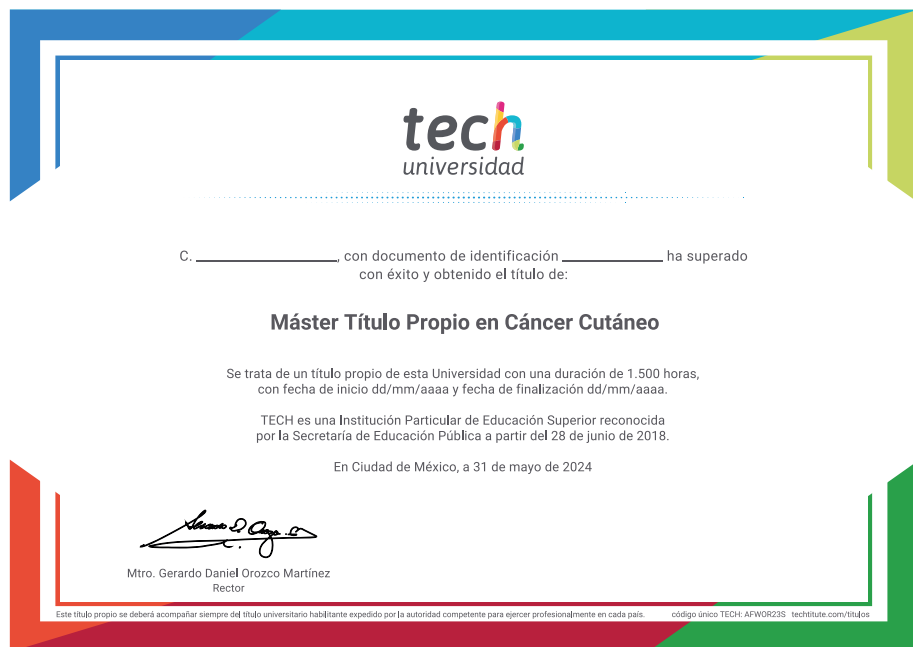 tech
universidad
C. ____________________, con documento de identificación ______________ ha superado
con éxito y obtenido el título de:
Máster Título Propio en Cáncer Cutáneo
Se trata de un título propio de esta Universidad con una duración de 1.500 horas,
con fecha de inicio dd/mm/aaaa y fecha de finalización dd/mm/aaaa.
TECH es una Institución Particular de Educación Superior reconocida
por la Secretaría de Educación Pública a partir del 28 de junio de 2018.
En Ciudad de México, a 31 de mayo de 2024
Mtro. Gerardo Daniel Orozco Martínez
Rector
Este título propio se deberá acompañar siempre del título universitario habilitante expedido por la autoridad competente para ejercer profesionalmente en cada país. código único TECH: AFWOR23S techtitute.com/titulos